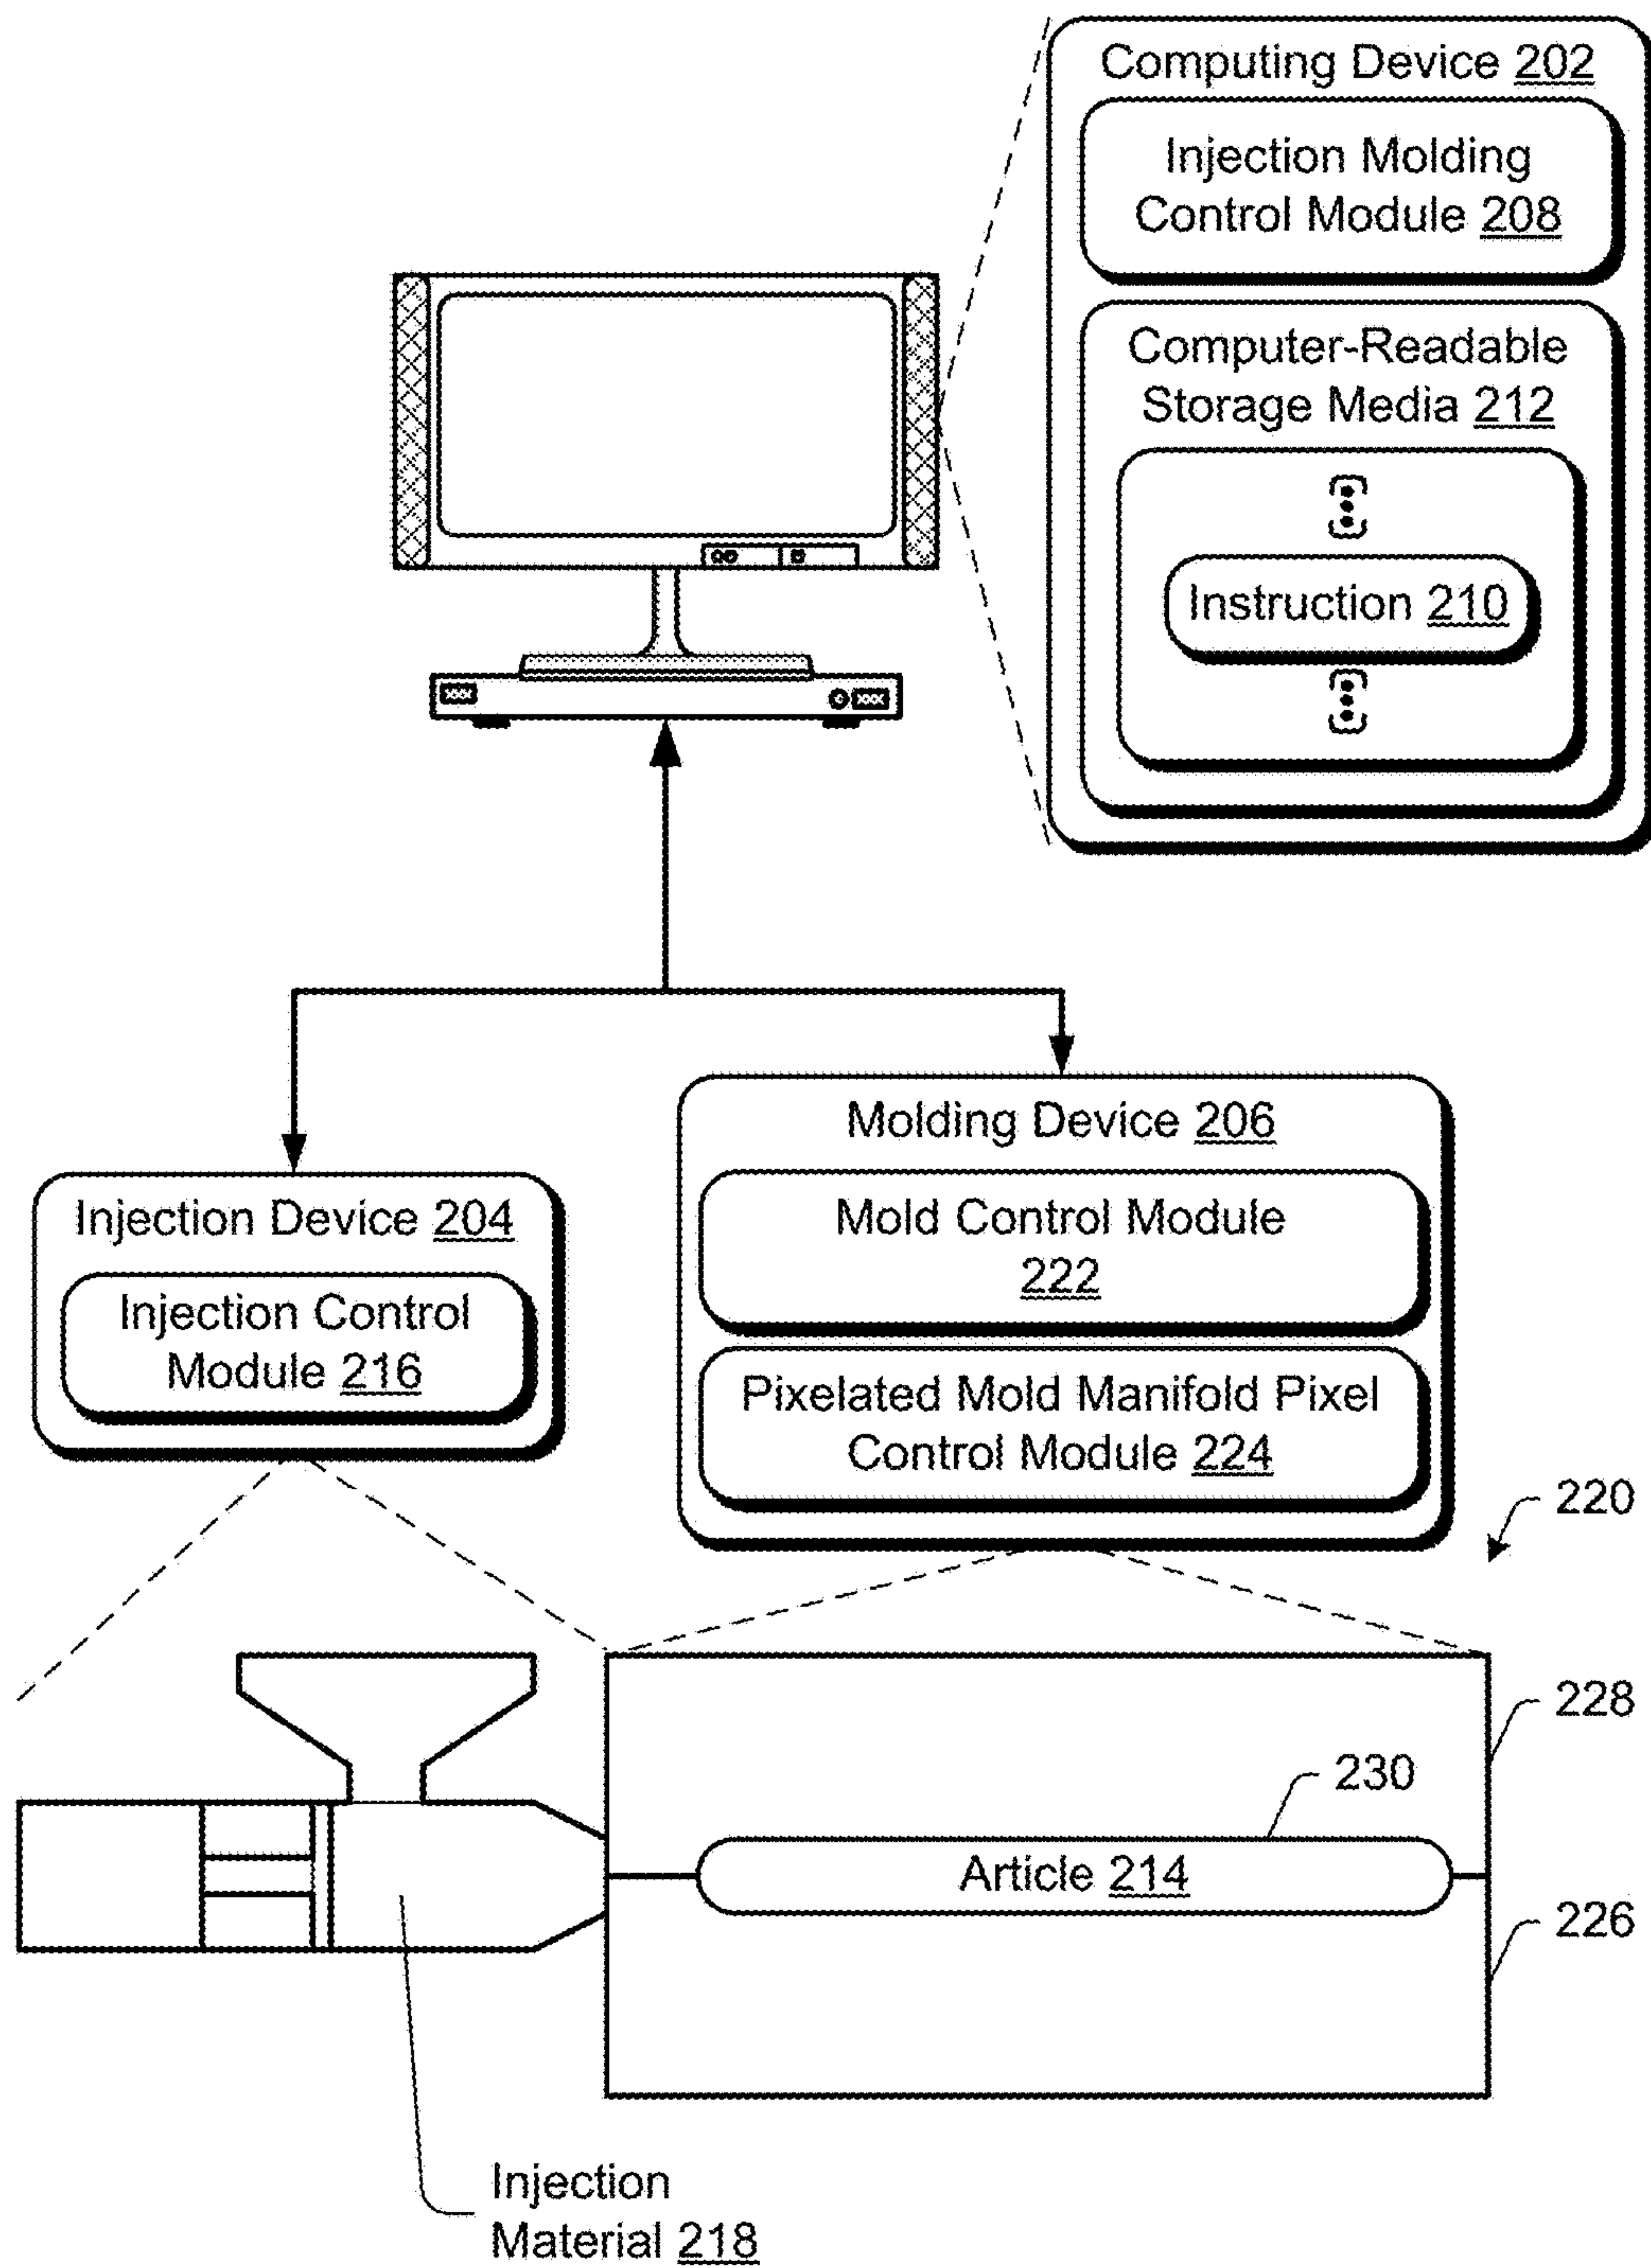 Computing Device 202
Injection Molding
Control Module 208
Computer-Readable
Storage Media 212
Instruction 210
Molding Device 206
Mold Control Module
222
Pixelated Mold Manifold Pixel
Control Module 224
Injection Device 204
Injection Control
Module 216
220
228
230
Article 214
226
Injection
Material 218